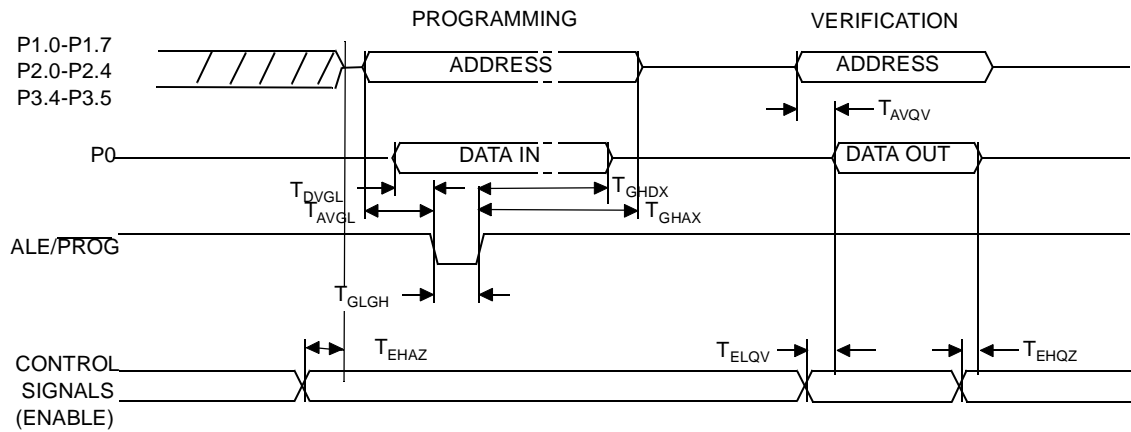 PROGRAMMING
VERIFICATION
P1.0-P1.7
P2.0-P2.4
P3.4-P3.5
ADDRESS
ADDRESS
TAVQV
P0
DATA IN
DATA OUT
TDVGL
TGHDX
TAVGL
TGHAX
ALE/PROG
TGLGH
TEHAZ
TELQV
TEHQZ
CONTROL
SIGNALS
(ENABLE)